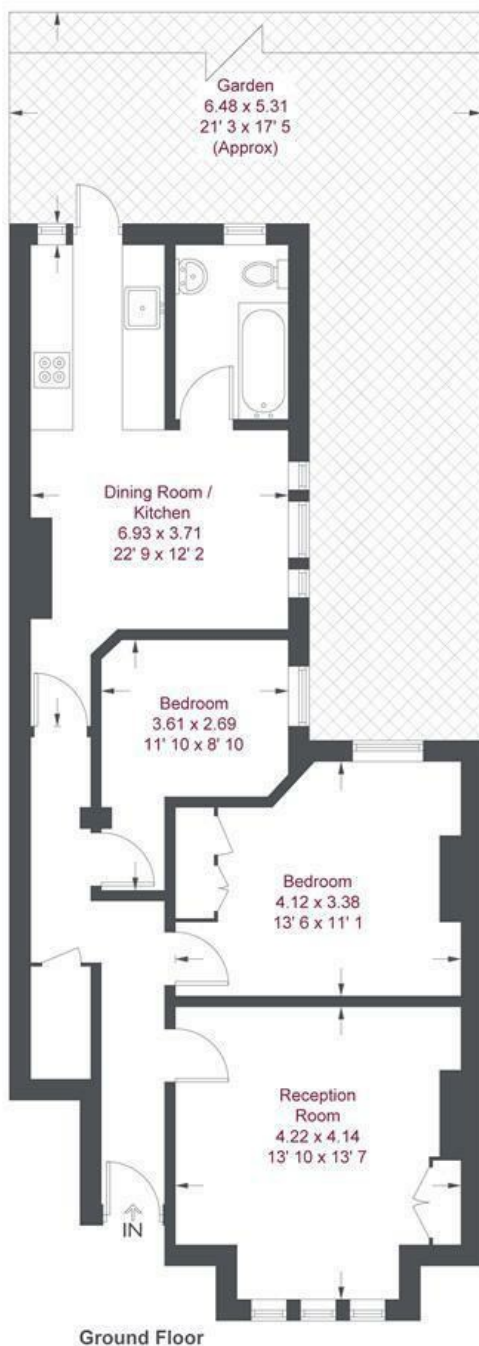 Garden
6.48 x 5.31
21' 3 x 17' 5
(Approx)
Dining Room /
Kitchen
6.93 x 3.71
22' 9 x 12' 2
Bedroom
3.61 x 2.69
11' 10 x 8' 10
Bedroom
4.12 x 3.38
13' 6 x 11' 1
Reception
Room
4.22 x 4.14
13' 10 x 13' 7
IN
Ground Floor